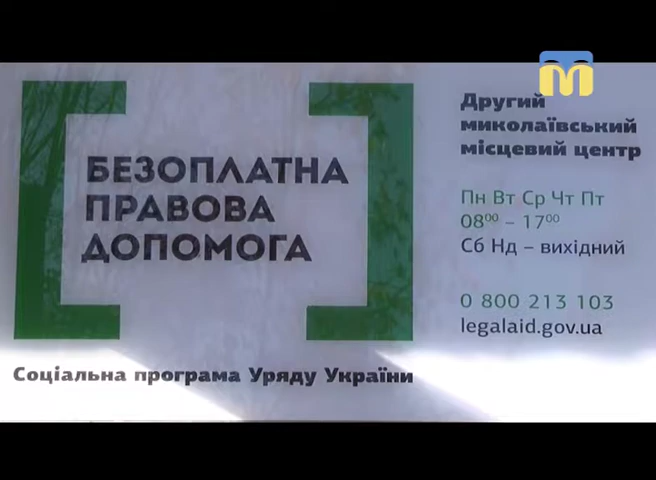 БЕЗОПЛАТНА
ПРАВОВА
ДОПОМОГА
Соціальна програма Уряду України
Другий
миколаївський
місцевий центр
Пн Вт Ср Чт Пт
08⁰⁰ – 17⁰⁰
Сб Нд – вихідний
0 800 213 103
legalaid.gov.ua